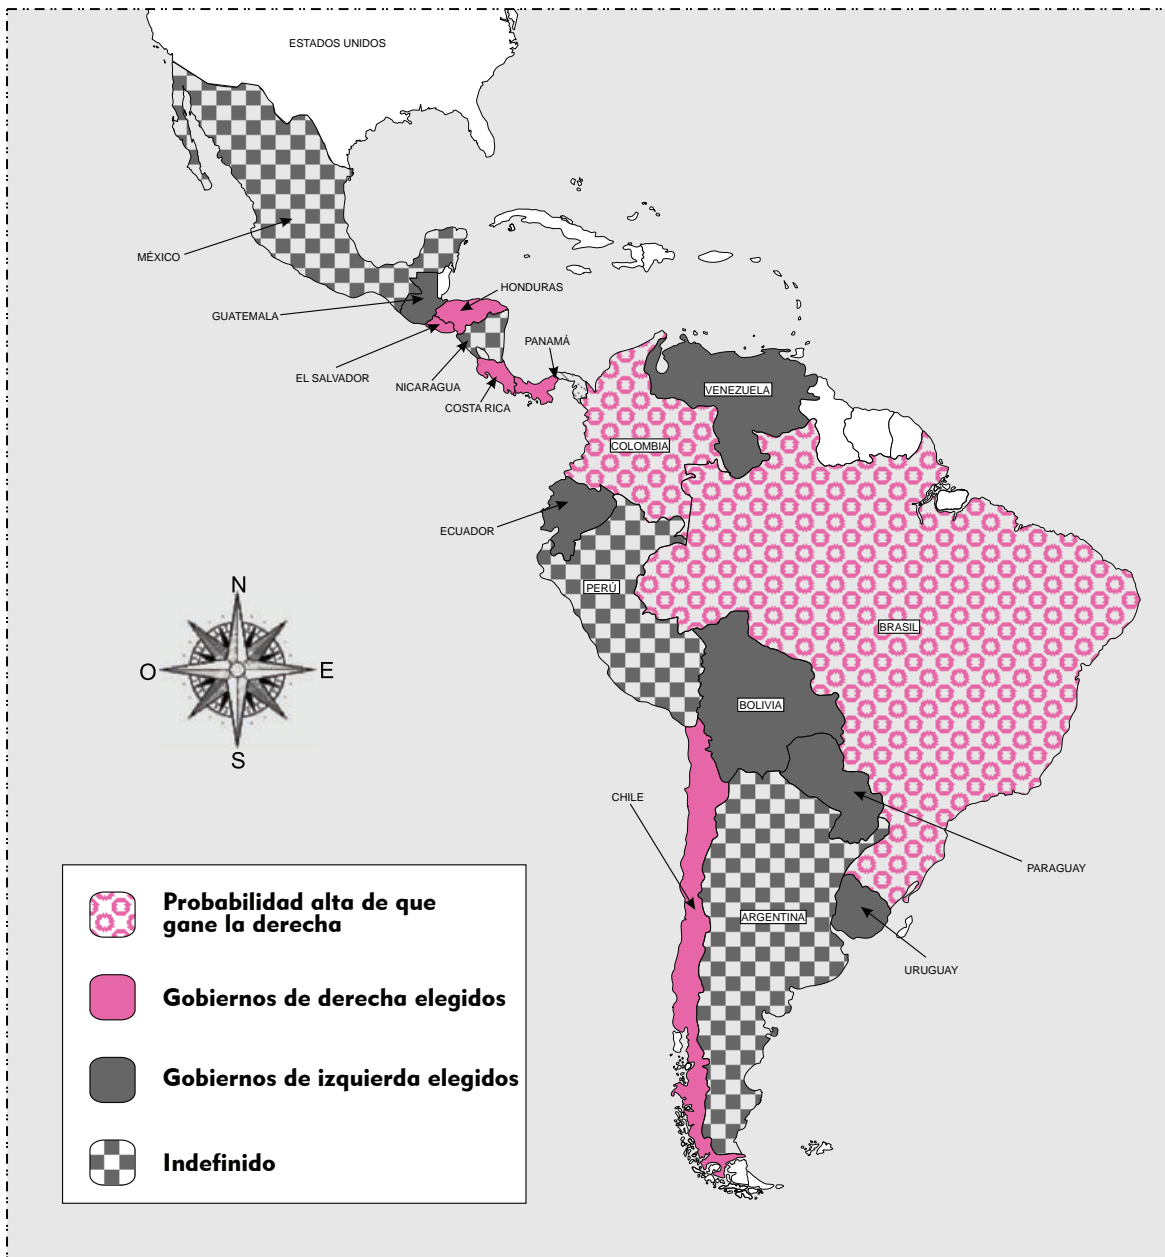 ESTADOS UNIDOS
MÉXICO
HONDURAS
GUATEMALA
PANAMÁ
EL SALVADOR
NICARAGUA
COSTA RICA
VENEZUELA
COLOMBIA
ECUADOR
PERÚ
BRASIL
N
O
E
S
BOLIVIA
CHILE
PARAGUAY
ARGENTINA
URUGUAY
Probabilidad alta de que
gane la derecha
Gobiernos de derecha elegidos
Gobiernos de izquierda elegidos
Indefinido